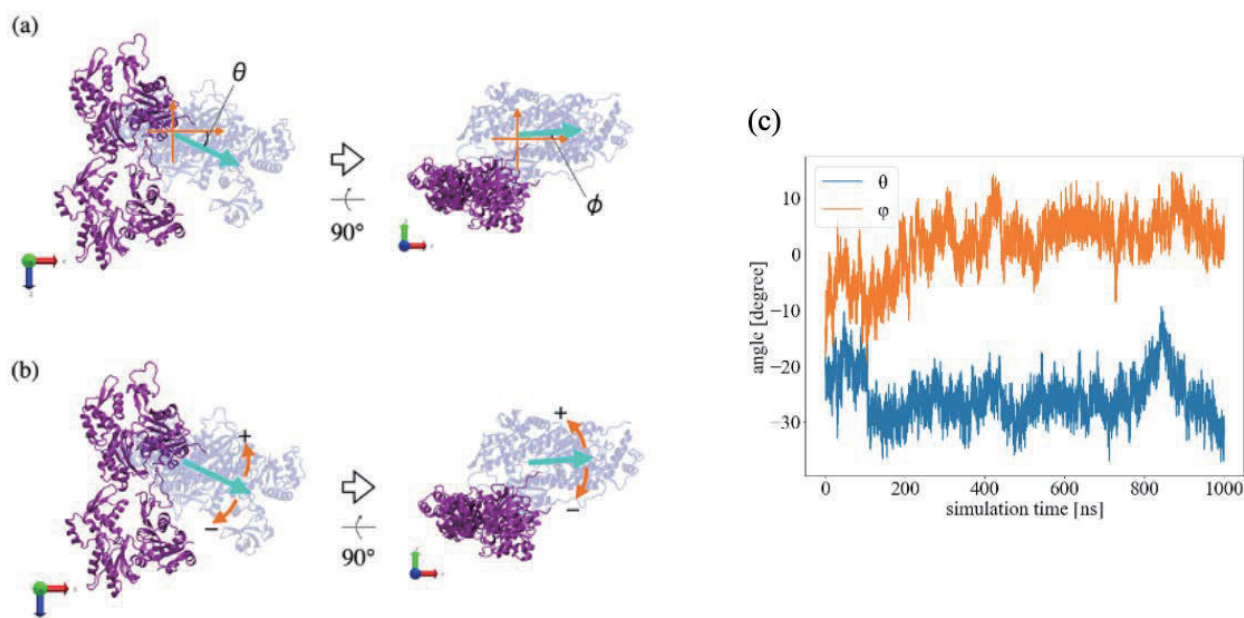 (a)
θ
ϕ
90°
(b)
+
−
+
−
90°
(c)
θ
φ
10
0
−10
−20
−30
angle [degree]
0
200
400
600
800
1000
simulation time [ns]